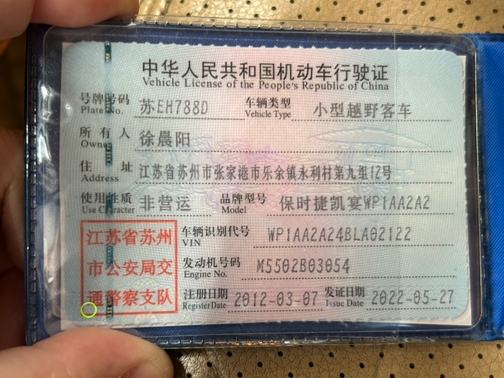 中华人民共和国机动车行驶证
Vehicle License of the People's Republic of China
号牌号码 Plate No. 苏EH788D 车辆类型 Vehicle Type 小型越野客车
所有人 Owner 徐晨阳
住址 Address 江苏省苏州市张家港市乐余镇永利村第九组12号
使用性质 Use Character 非营运 品牌型号 Model 保时捷凯宴WP1AA2A2
江苏省苏州市公安局交通警察支队
车辆识别代号 VIN WP1AA2A24BLA02122
发动机号码 Engine No. M5502B03054
注册日期 Register Date 2012-03-07 发证日期 Issue Date 2022-05-27